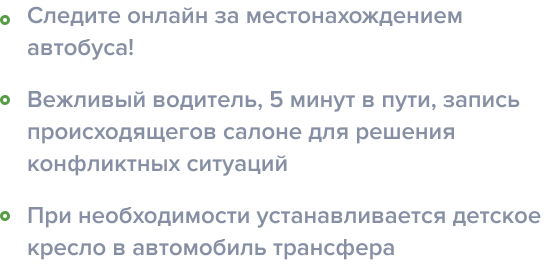 Следите онлайн за местонахождением
автобуса!
Вежливый водитель, 5 минут в пути, запись
происходящегов салоне для решения
конфликтных ситуаций
При необходимости устанавливается детское
кресло в автомобиль трансфера